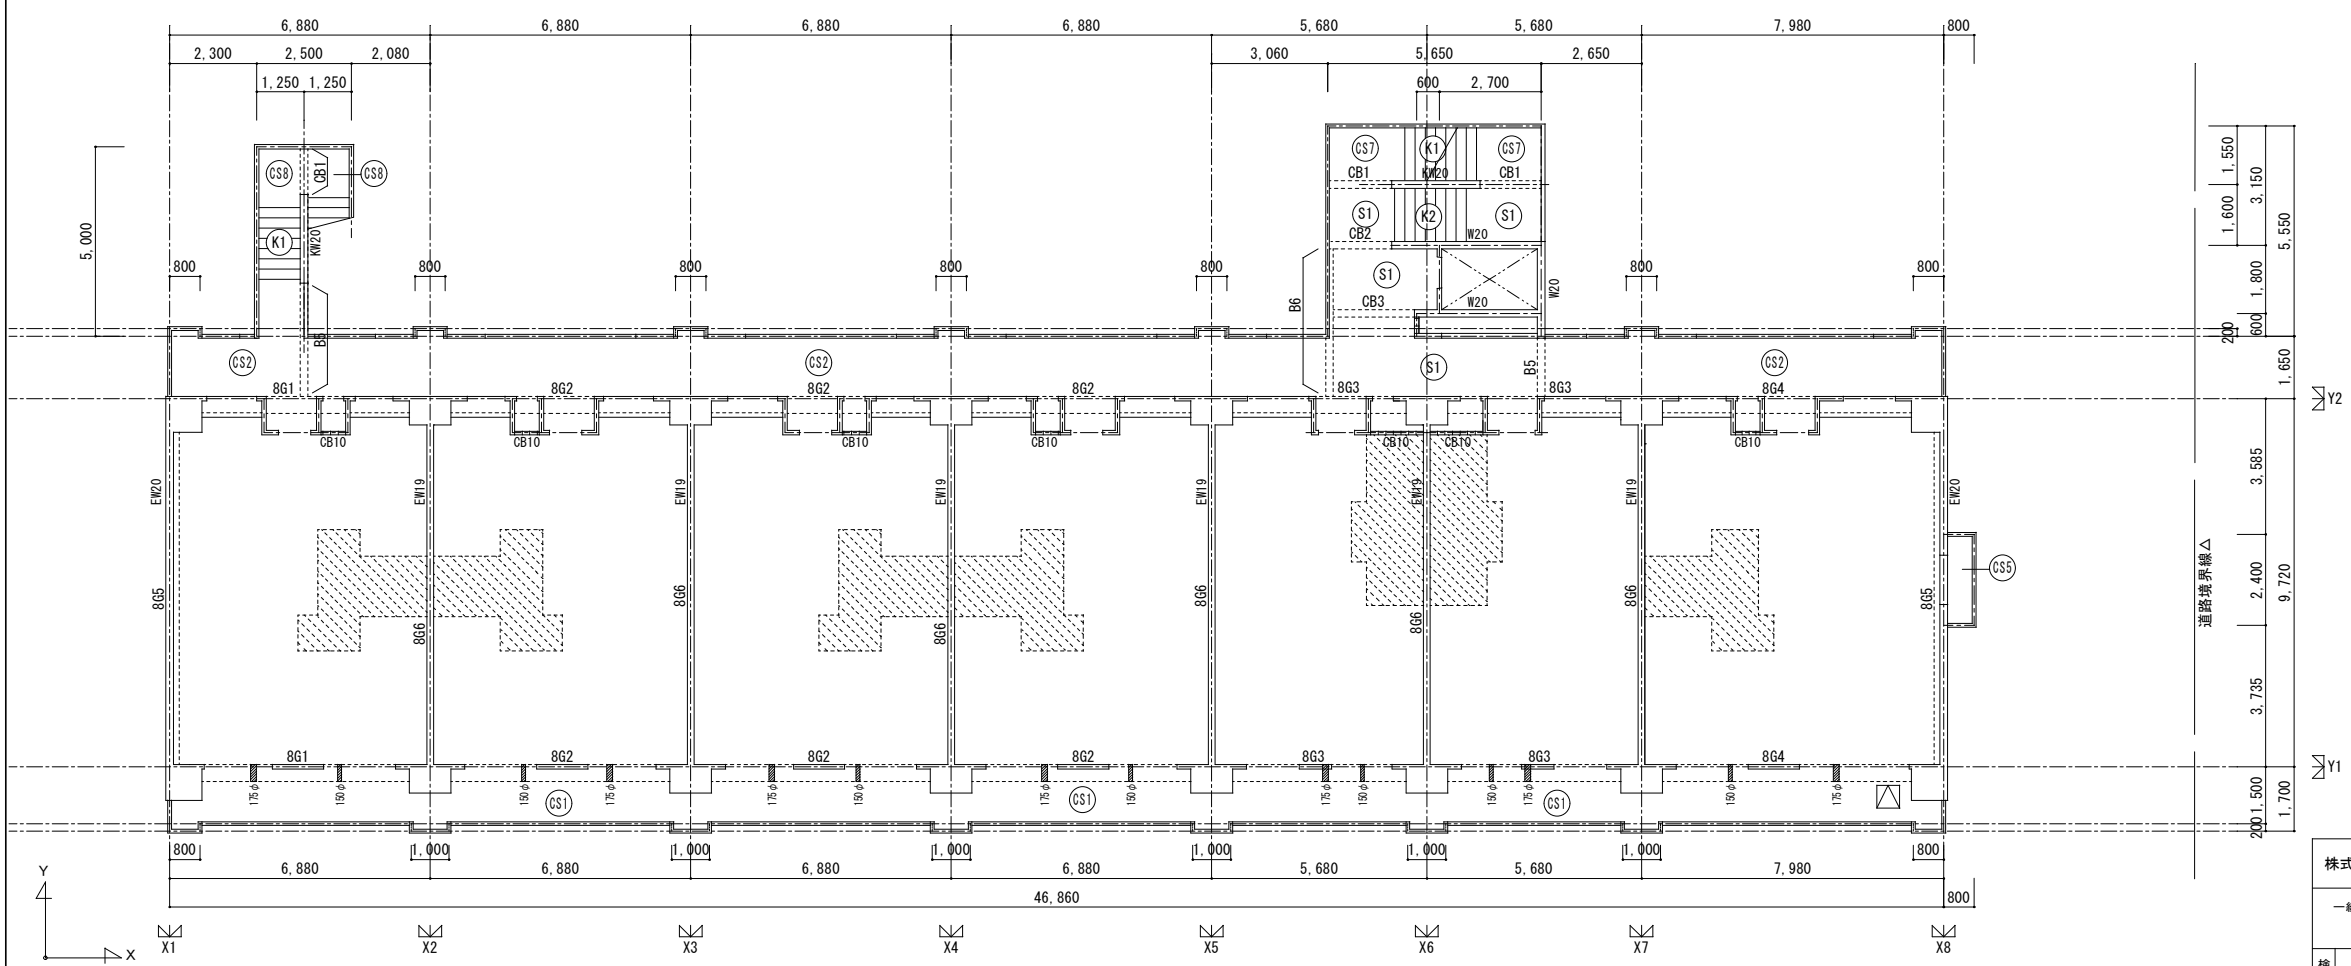 6,880 6,880 6,880 6,880 5,680 5,680 7,980 800
2,300 2,500 2,080 3,060 5,650 2,650
1,250 1,250 600 2,700
CS8 CB1 CS8
K1 KW20
5,000
CS7 K1 CS7
CB1 KW20 CB1
S1 K2 S1
CB2 W20
S1
CB3 W20
W20
B6
1,550 3,150
1,600 5,550
1,800
200 600
1,650
800 800 800 800 800 800 800
CS2 CS2 S1 CS2
B5
8G1 8G2 8G2 8G2 8G3 8G3 8G4
Y2
CB10 CB10 CB10 CB10 CB10 CB10 CB10
EW20 EW19 EW19 EW19 EW19 EW19 EW19 EW20
3,585
2,400 9,720
3,735
道路境界線△
CS5
8G5 8G6 8G6 8G6 8G6 8G6 8G6 8G5
8G1 8G2 8G2 8G2 8G3 8G3 8G4
Y1
175φ 150φ 150φ 175φ 175φ 150φ 175φ 150φ 175φ 150φ 150φ 175φ 150φ 175φ
CS1 CS1 CS1
200 1,500 1,700
800 1,000 1,000 1,000 1,000 1,000 1,000 800
6,880 6,880 6,880 6,880 5,680 5,680 7,980
46,860 800
X1 X2 X3 X4 X5 X6 X7 X8
Y
X
株式
一級
検